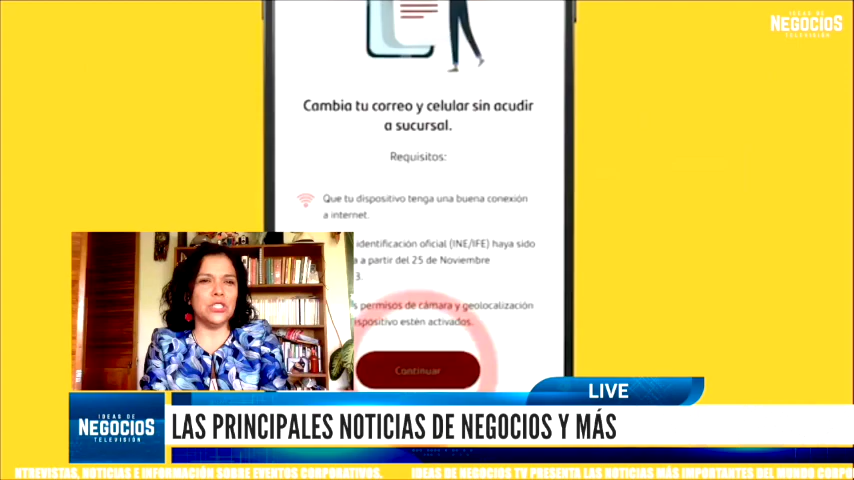 IDEAS DE
NEGOCIOS
TELEVISIÓN
Cambia tu correo y celular sin acudir
a sucursal.
Requisitos:
Que tu dispositivo tenga una buena conexión
a internet.
identificación oficial (INE/IFE) haya sido
a partir del 25 de Noviembre
3.
permisos de cámara y geolocalización
dispositivo estén activados.
Continuar
LIVE
IDEAS DE
NEGOCIOS
TELEVISIÓN
LAS PRINCIPALES NOTICIAS DE NEGOCIOS Y MÁS
NTREVISTAS, NOTICIAS E INFORMACIÓN SOBRE EVENTOS CORPORATIVOS. IDEAS DE NEGOCIOS TV PRESENTA LAS NOTICIAS MÁS IMPORTANTES DEL MUNDO CORPO